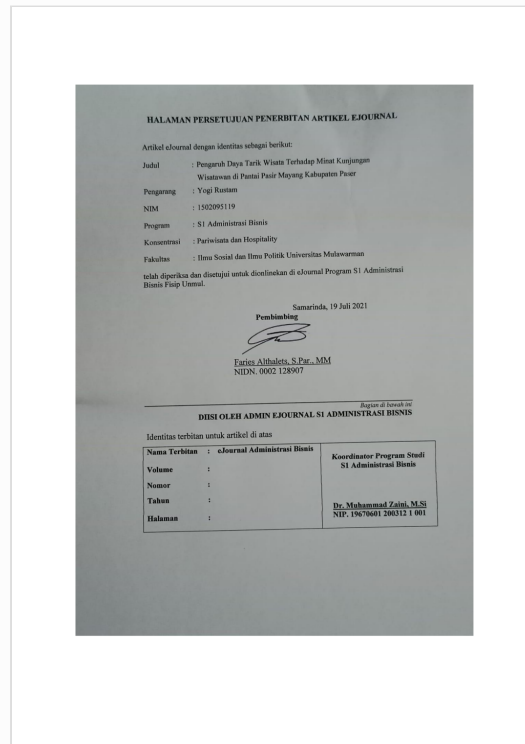 HALAMAN PERSETUJUAN PENERBITAN ARTIKEL EJOURNAL
Artikel eJournal dengan identitas sebagai berikut:
Judul : Pengaruh Daya Tarik Wisata Terhadap Minat Kunjungan
Wisatawan di Pantai Pasir Mayang Kabupaten Paser
Pengarang : Yogi Rustam
NIM : 1502095119
Program : S1 Administrasi Bisnis
Konsentrasi : Pariwisata dan Hospitality
Fakultas : Ilmu Sosial dan Ilmu Politik Universitas Mulawarman
telah diperiksa dan disetujui untuk dionlinekan di eJournal Program S1 Administrasi
Bisnis Fisip Unmul.
Samarinda, 19 Juli 2021
Pembimbing
Faries Althalets, S.Par., MM
NIDN. 0002 128907
Bagian di bawah ini
DIISI OLEH ADMIN EJOURNAL S1 ADMINISTRASI BISNIS
Identitas terbitan untuk artikel di atas
Nama Terbitan : eJournal Administrasi Bisnis
Volume :
Nomor :
Tahun :
Halaman :
Koordinator Program Studi
S1 Administrasi Bisnis
Dr. Muhammad Zaini, M.Si
NIP. 19670601 200312 1 001